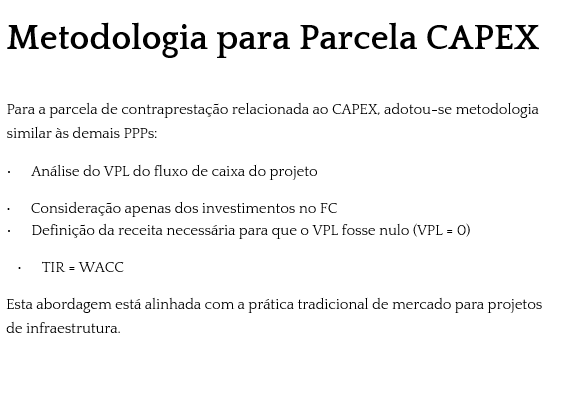 Metodologia para Parcela CAPEX
Para a parcela de contraprestação relacionada ao CAPEX, adotou-se metodologia
similar às demais PPPs:
• Análise do VPL do fluxo de caixa do projeto
• Consideração apenas dos investimentos no FC
• Definição da receita necessária para que o VPL fosse nulo (VPL = 0)
• TIR = WACC
Esta abordagem está alinhada com a prática tradicional de mercado para projetos
de infraestrutura.